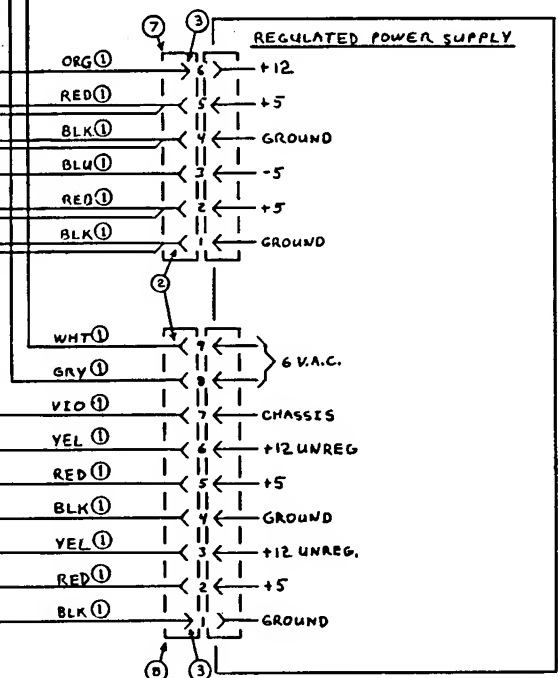 ⑦ ③
REGULATED POWER SUPPLY
ORG① 6 +12
RED① 5 +5
BLK① 4 GROUND
BLU① 3 -5
RED① 2 +5
BLK① 1 GROUND
②
WHT① 9
6 V.A.C.
GRY① 8
VIO① 7 CHASSIS
YEL① 6 +12 UNREG
RED① 5 +5
BLK① 4 GROUND
YEL① 3 +12 UNREG.
RED① 2 +5
BLK① 1 GROUND
⑧ ③